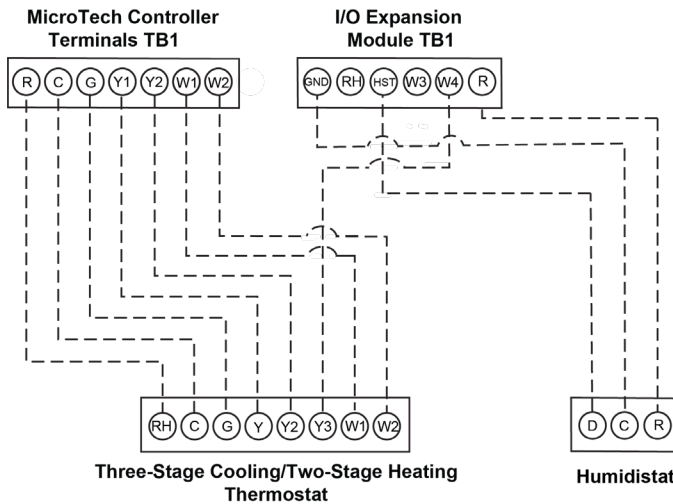 MicroTech Controller
Terminals TB1
I/O Expansion
Module TB1
R C G Y1 Y2 W1 W2
GND RH HST W3 W4 R
RH C G Y Y2 Y3 W1 W2
D C R
Three-Stage Cooling/Two-Stage Heating
Thermostat
Humidistat